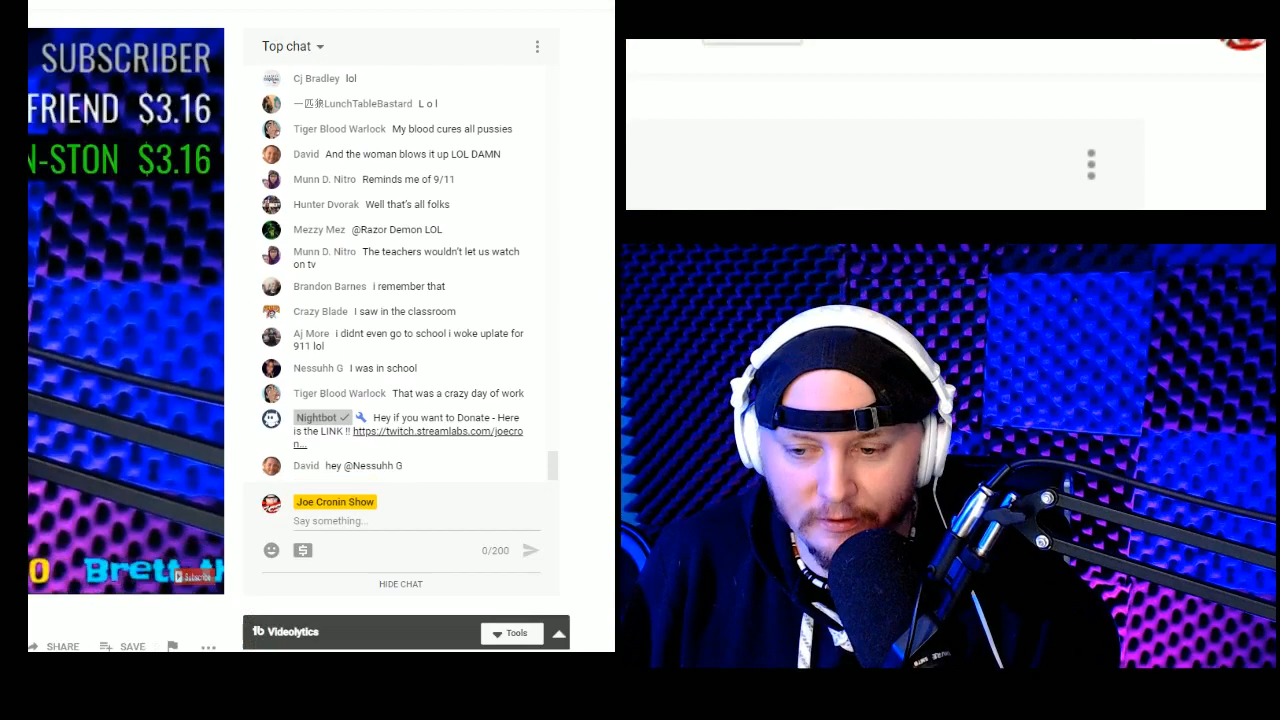 SUBSCRIBER
FRIEND $3.16
N-STON $3.16
Brett th
Subscribe
SHARE SAVE
Top chat
Cj Bradley lol
一匹狼LunchTableBastard L o l
Tiger Blood Warlock My blood cures all pussies
David And the woman blows it up LOL DAMN
Munn D. Nitro Reminds me of 9/11
Hunter Dvorak Well that's all folks
Mezzy Mez @Razor Demon LOL
Munn D. Nitro The teachers wouldn't let us watch
on tv
Brandon Barnes i remember that
Crazy Blade I saw in the classroom
Aj More i didnt even go to school i woke uplate for
911 lol
Nessuhh G I was in school
Tiger Blood Warlock That was a crazy day of work
Nightbot Hey if you want to Donate - Here
is the LINK !! https://twitch.streamlabs.com/joecro
n...
David hey @Nessuhh G
Joe Cronin Show
Say something...
0/200
HIDE CHAT
tb Videolytics Tools